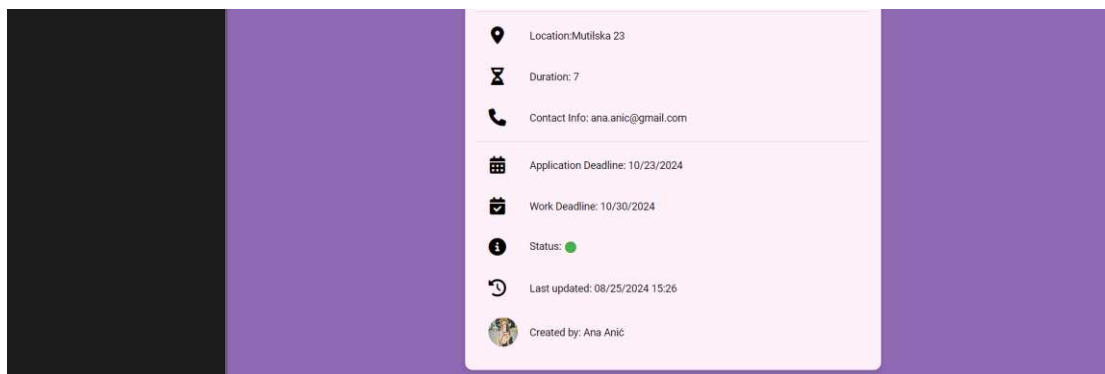 Location:Mutilska 23
Duration: 7
Contact Info: ana.anic@gmail.com
Application Deadline: 10/23/2024
Work Deadline: 10/30/2024
Status:
Last updated: 08/25/2024 15:26
Created by: Ana Anić